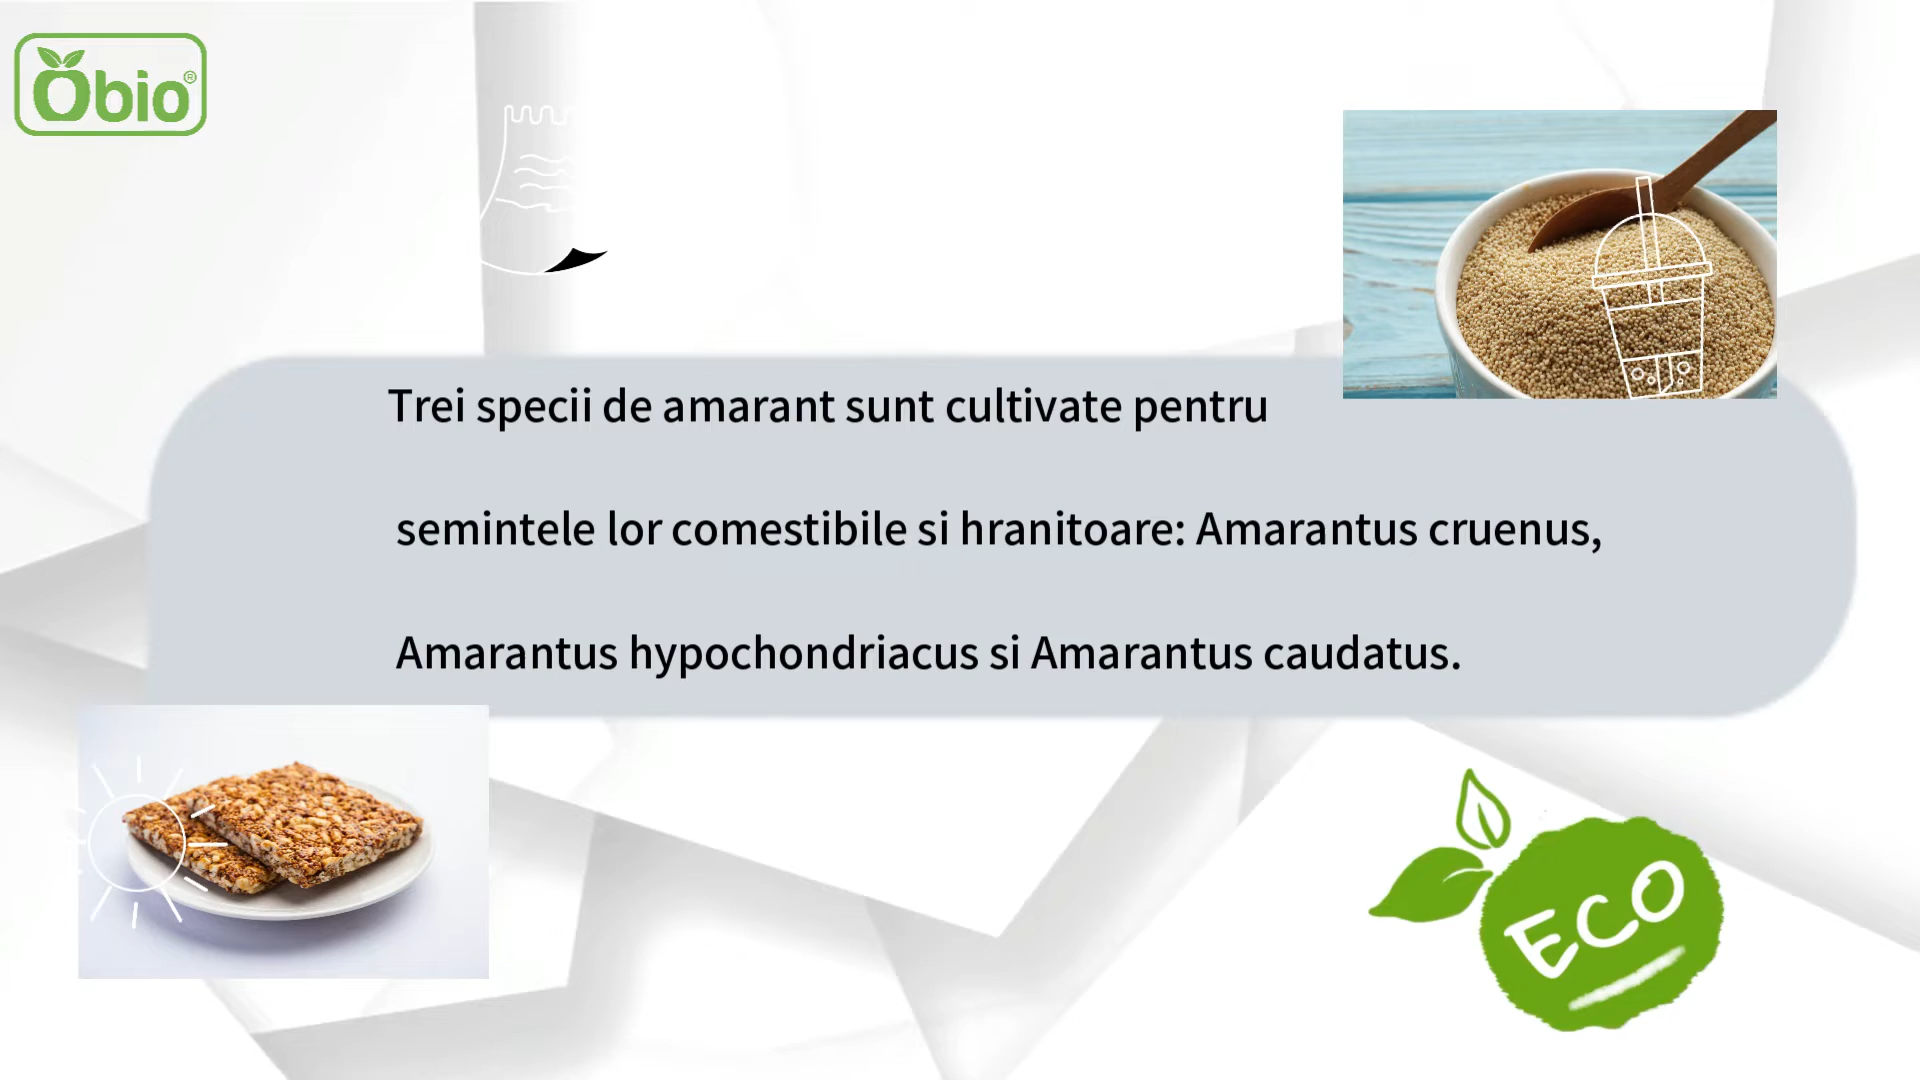 Obio®
Trei specii de amarant sunt cultivate pentru
semintele lor comestibile si hranitoare: Amarantus cruenus,
Amarantus hypochondriacus si Amarantus caudatus.
ECO